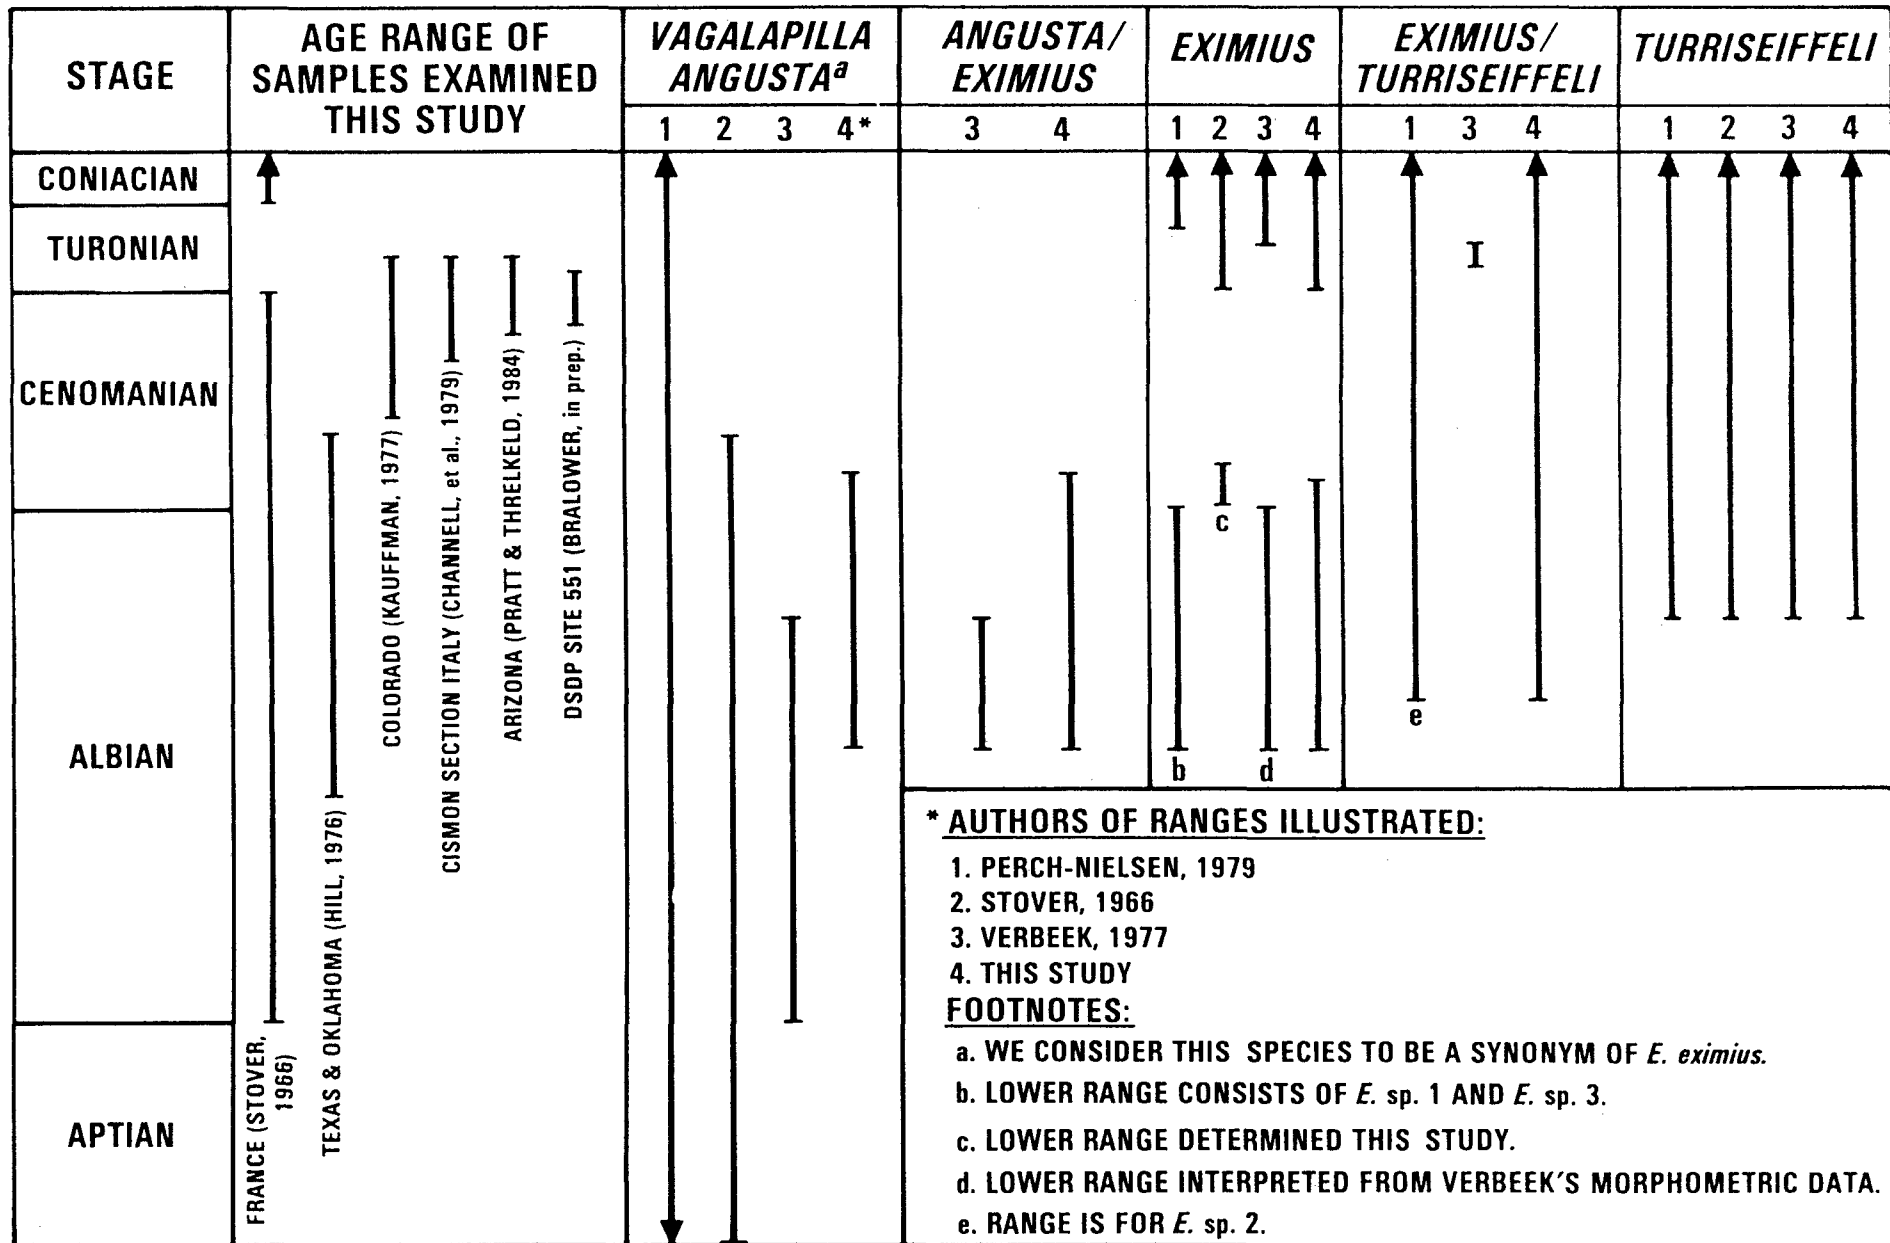 STAGE
AGE RANGE OF
SAMPLES EXAMINED
THIS STUDY
VAGALAPILLA
ANGUSTAa
ANGUSTA/
EXIMIUS
EXIMIUS
EXIMIUS/
TURRISEIFFELI
TURRISEIFFELI
1 2 3 4*
3 4
1 2 3 4
1 3 4
1 2 3 4
CONIACIAN
TURONIAN
CENOMANIAN
ALBIAN
APTIAN
FRANCE (STOVER,
1966)
TEXAS & OKLAHOMA (HILL, 1976)
COLORADO (KAUFFMAN, 1977)
CISMON SECTION ITALY (CHANNELL, et al., 1979)
ARIZONA (PRATT & THRELKELD, 1984)
DSDP SITE 551 (BRALOWER, in prep.)
c
e
b
d
* AUTHORS OF RANGES ILLUSTRATED:
1. PERCH-NIELSEN, 1979
2. STOVER, 1966
3. VERBEEK, 1977
4. THIS STUDY
FOOTNOTES:
a. WE CONSIDER THIS SPECIES TO BE A SYNONYM OF E. eximius.
b. LOWER RANGE CONSISTS OF E. sp. 1 AND E. sp. 3.
c. LOWER RANGE DETERMINED THIS STUDY.
d. LOWER RANGE INTERPRETED FROM VERBEEK'S MORPHOMETRIC DATA.
e. RANGE IS FOR E. sp. 2.